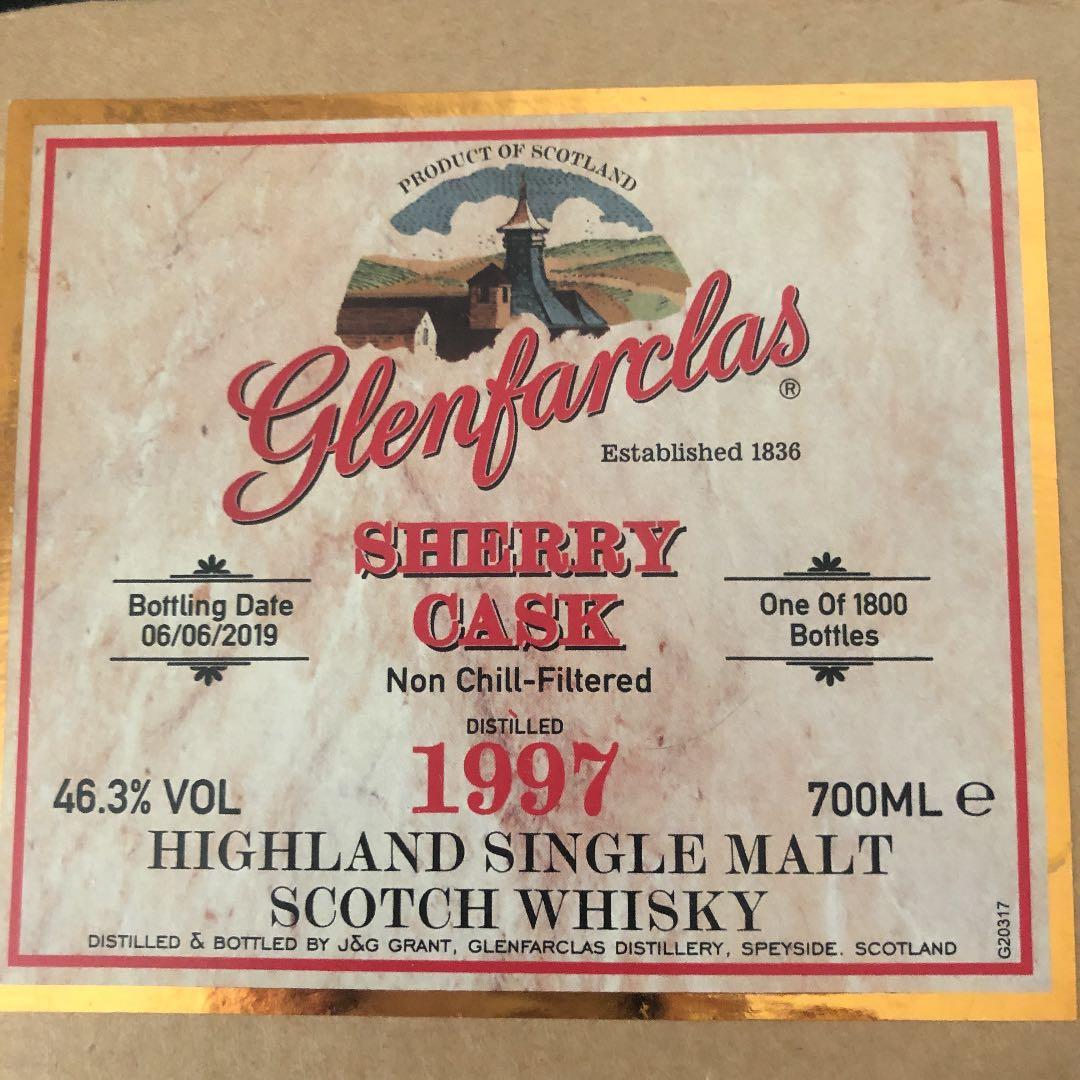 PRODUCT OF SCOTLAND
Glenfarclas
®
Established 1836
SHERRY
CASK
Bottling Date
06/06/2019
One Of 1800
Bottles
Non Chill-Filtered
DISTILLED
1997
46.3% VOL
700ML ℮
HIGHLAND SINGLE MALT
SCOTCH WHISKY
DISTILLED & BOTTLED BY J&G GRANT, GLENFARCLAS DISTILLERY, SPEYSIDE. SCOTLAND
G20317